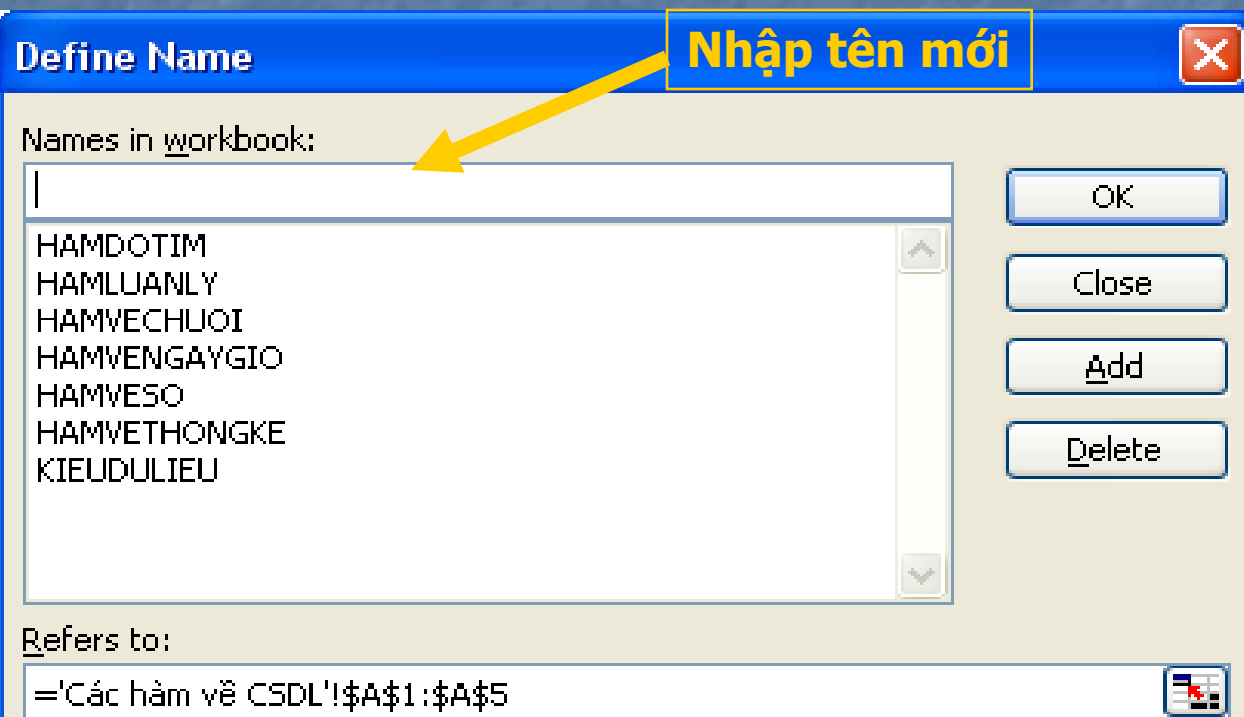 Define Name
Nhập tên mới
Names in workbook:
HAMDOTIM
HAMLUANLY
HAMVECHUOI
HAMVENGAYGIO
HAMVESO
HAMVETHONGKE
KIEUDULIEU
OK
Close
Add
Delete
Refers to:
='Các hàm về CSDL'!$A$1:$A$5